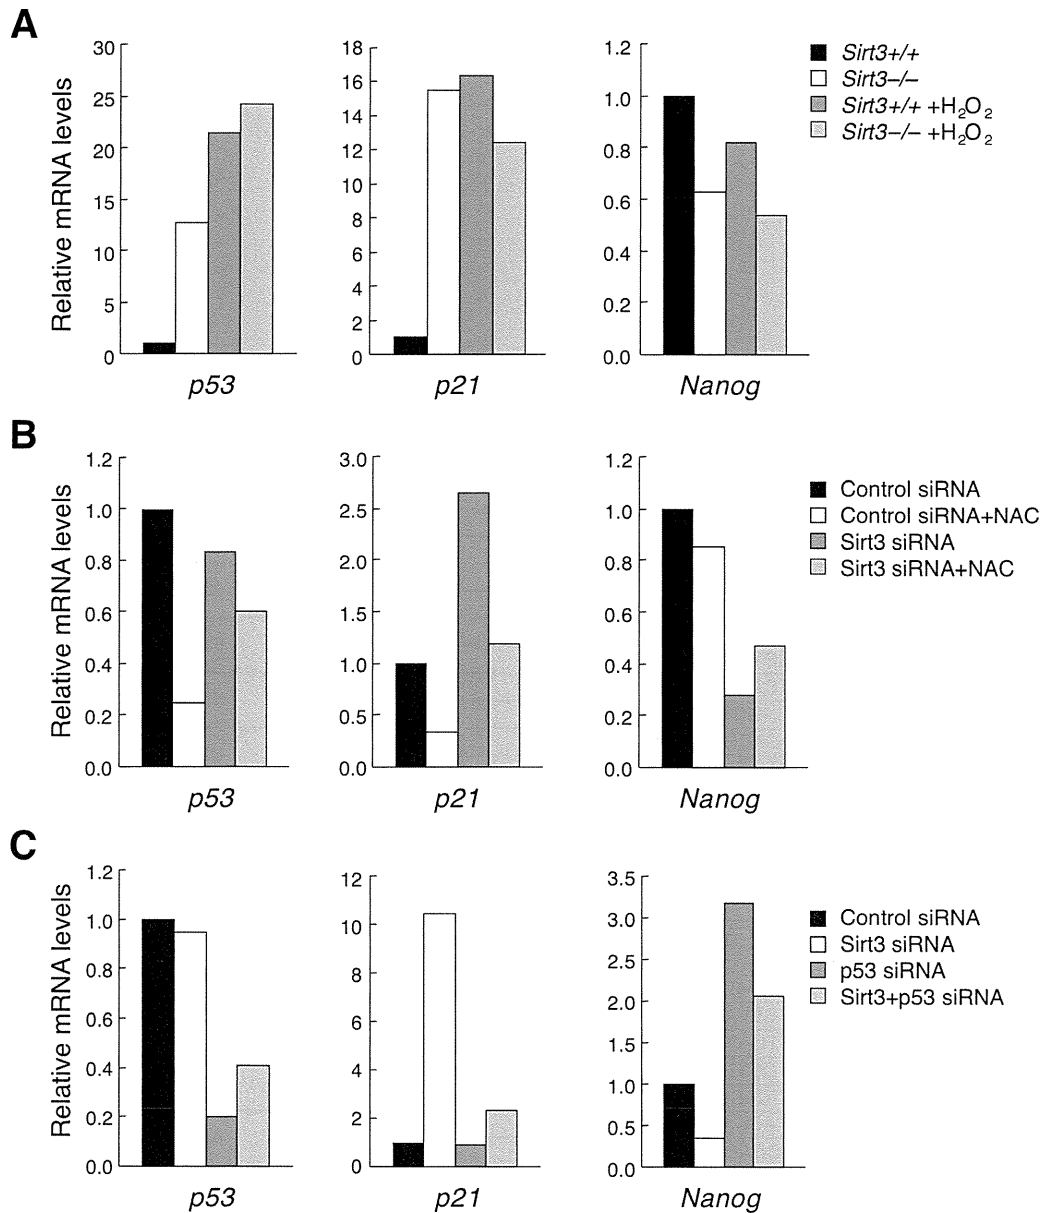 A
Relative mRNA levels
30
25
20
15
10
5
0
p53
18
16
14
12
10
8
6
4
2
0
p21
1.2
1.0
0.8
0.6
0.4
0.2
0.0
Nanog
Sirt3+/+
Sirt3–/–
Sirt3+/+ +H₂O₂
Sirt3–/– +H₂O₂
B
Relative mRNA levels
1.2
1.0
0.8
0.6
0.4
0.2
0.0
p53
3.0
2.5
2.0
1.5
1.0
0.5
0.0
p21
1.2
1.0
0.8
0.6
0.4
0.2
0.0
Nanog
Control siRNA
Control siRNA+NAC
Sirt3 siRNA
Sirt3 siRNA+NAC
C
Relative mRNA levels
1.2
1.0
0.8
0.6
0.4
0.2
0.0
p53
12
10
8
6
4
2
0
p21
3.5
3.0
2.5
2.0
1.5
1.0
0.5
0.0
Nanog
Control siRNA
Sirt3 siRNA
p53 siRNA
Sirt3+p53 siRNA